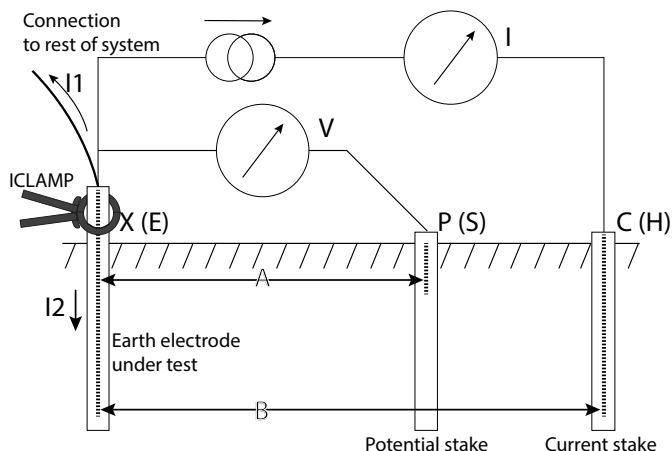 Connection
to rest of system
I
I1
V
ICLAMP
X (E)
P (S)
C (H)
A
I2
Earth electrode
under test
B
Potential stake
Current stake